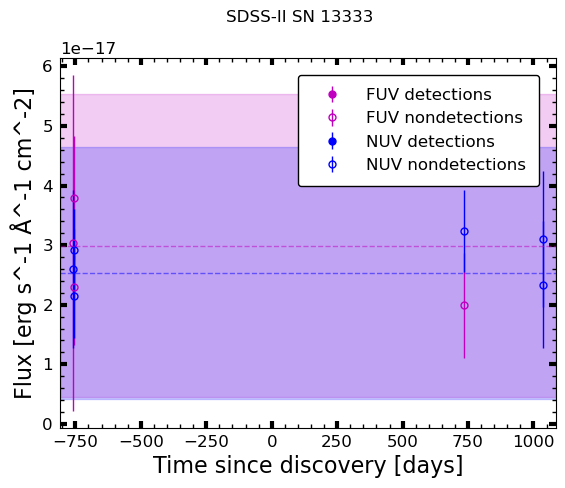 SDSS-II SN 13333
1e−17
6
5
4
3
2
1
0
Flux [erg s^-1 Å^-1 cm^-2]
FUV detections
FUV nondetections
NUV detections
NUV nondetections
−750 −500 −250 0 250 500 750 1000
Time since discovery [days]